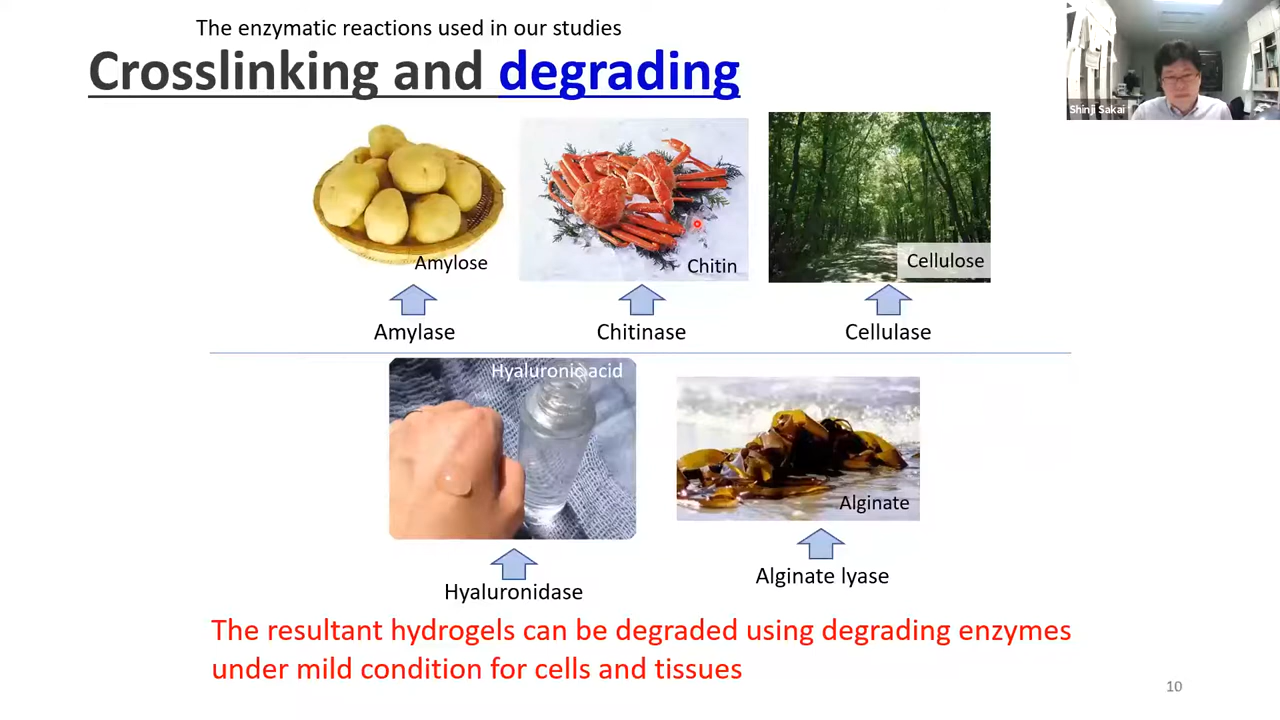 The enzymatic reactions used in our studies
Crosslinking and degrading
Shinji Sakai
Amylose
Chitin
Cellulose
Amylase
Chitinase
Cellulase
Hyaluronic acid
Alginate
Hyaluronidase
Alginate lyase
The resultant hydrogels can be degraded using degrading enzymes
under mild condition for cells and tissues
10